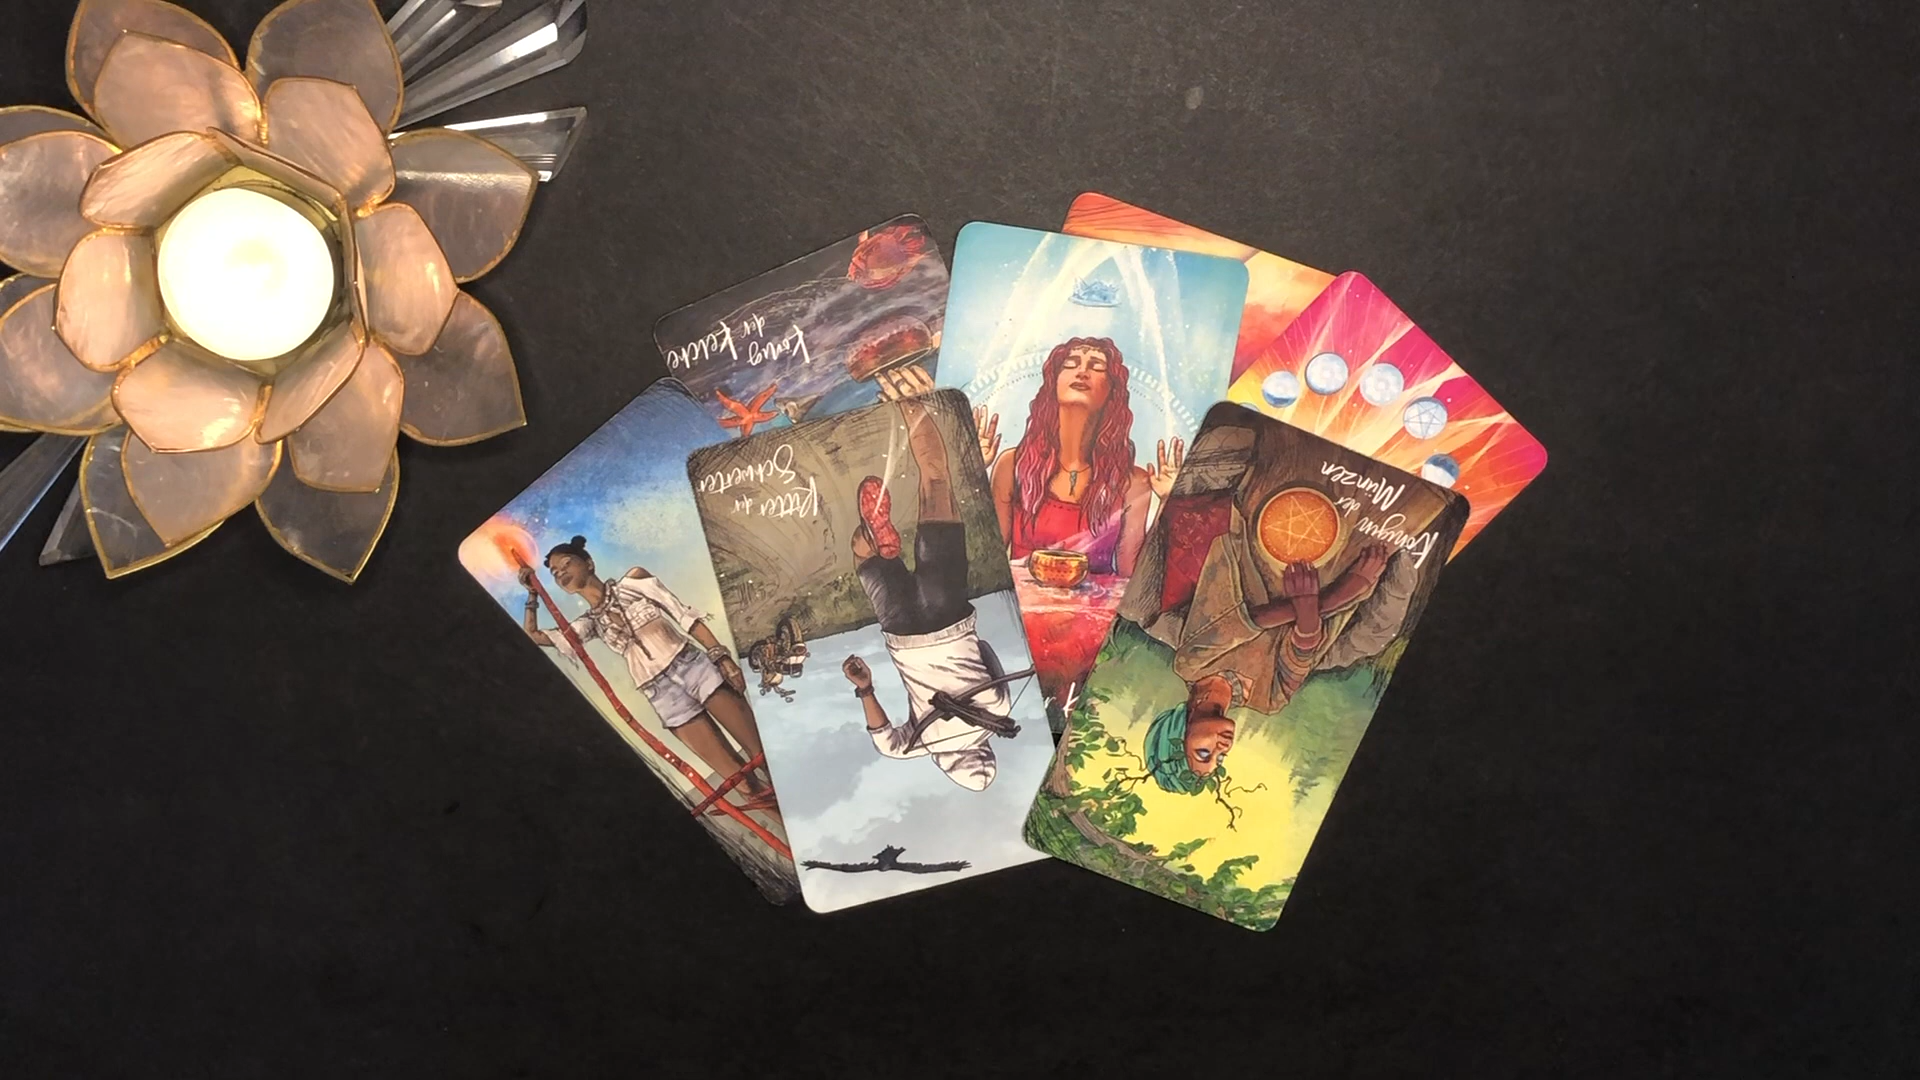 König
der Kelche
Ritter der
Schwerter
Königin der
Münzen